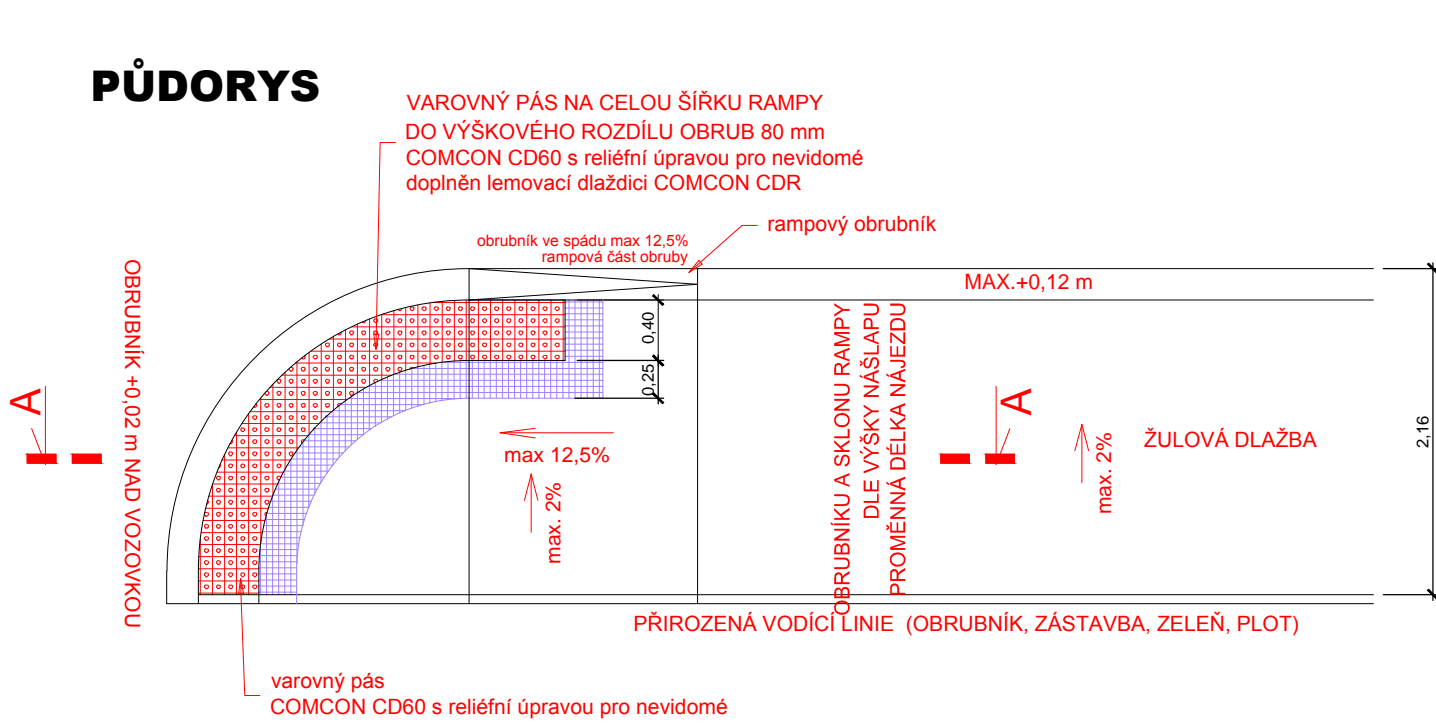 PŮDORYS
VAROVNÝ PÁS NA CELOU ŠÍŘKU RAMPY
DO VÝŠKOVÉHO ROZDÍLU OBRUB 80 mm
COMCON CD60 s reliéfní úpravou pro nevidomé
doplněn lemovací dlaždici COMCON CDR
rampový obrubník
obrubník ve spádu max 12,5%
rampová část obruby
MAX.+0,12 m
OBRUBNÍK +0,02 m NAD VOZOVKOU
0,40
0,25
A
max 12,5%
max. 2%
OBRUBNÍKU A SKLONU RAMPY
DLE VÝŠKY NÁŠLAPU
PROMĚNNÁ DÉLKA NÁJEZDU
A
max. 2%
ŽULOVÁ DLAŽBA
2,16
PŘIROZENÁ VODÍCÍ LINIE (OBRUBNÍK, ZÁSTAVBA, ZELEŇ, PLOT)
varovný pás
COMCON CD60 s reliéfní úpravou pro nevidomé